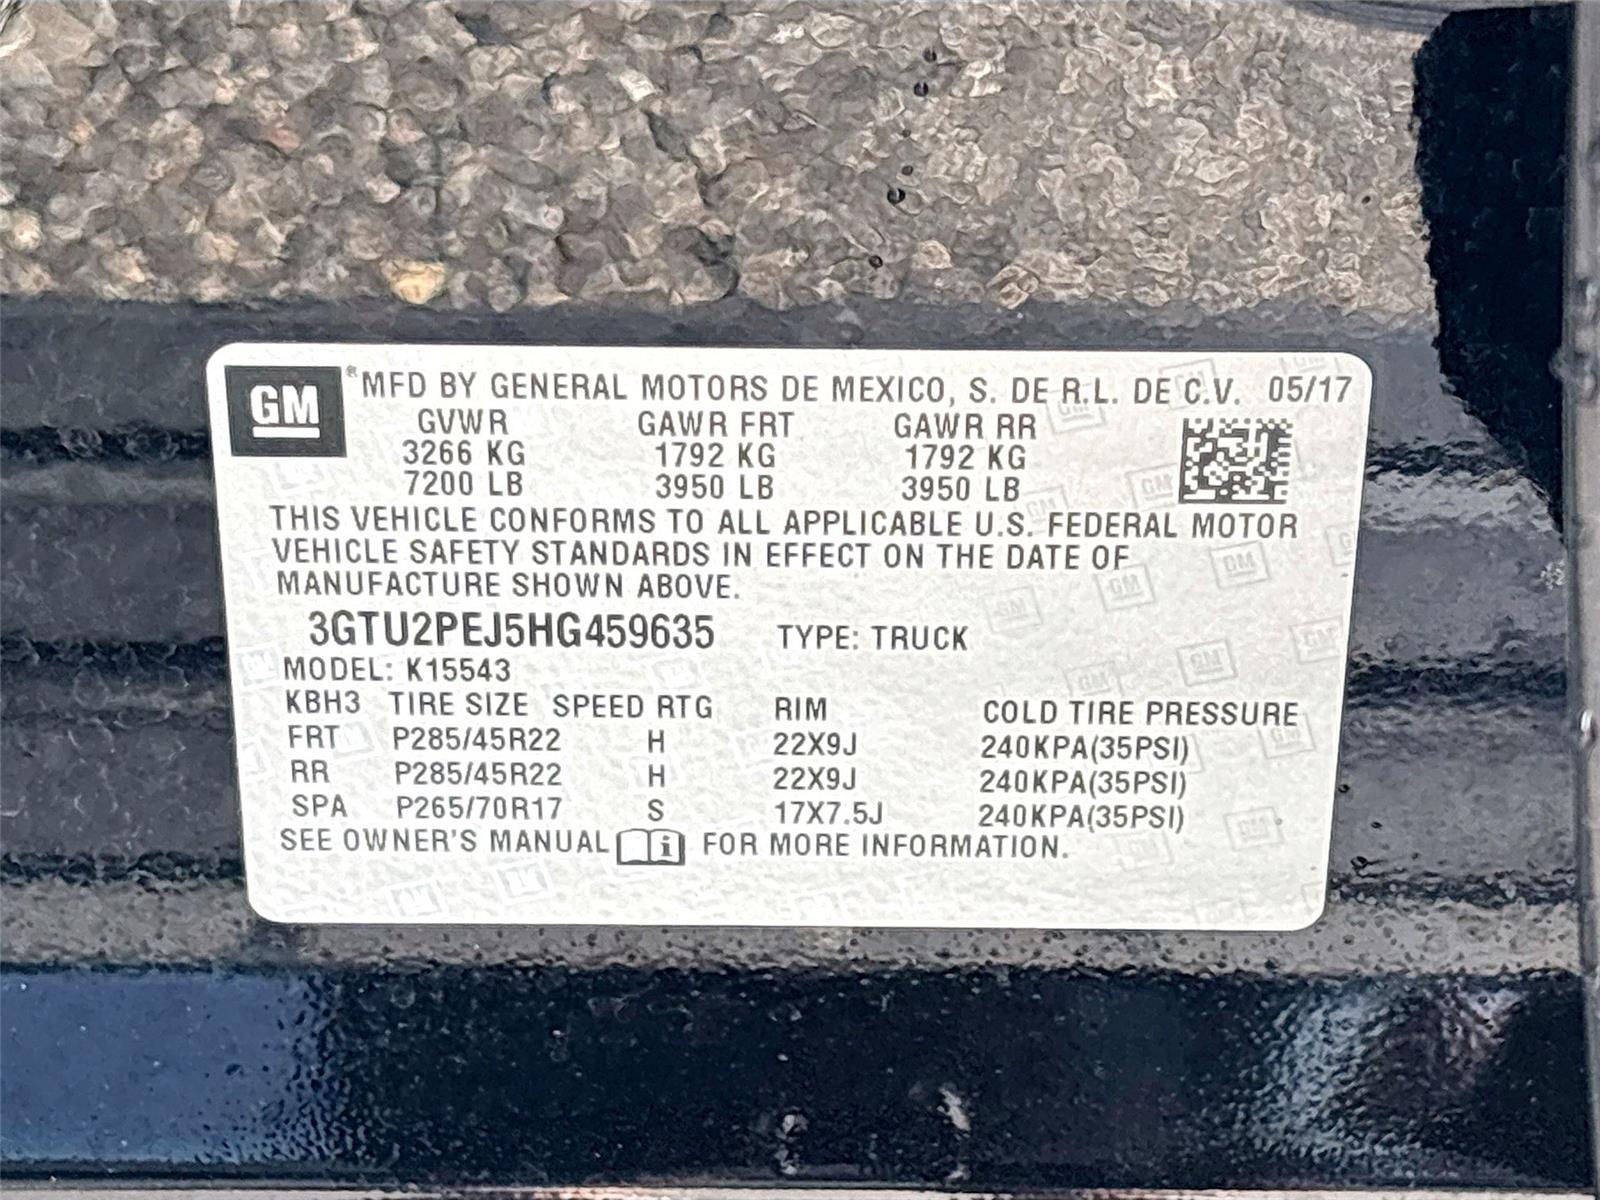 GM ® MFD BY GENERAL MOTORS DE MEXICO, S. DE R.L. DE C.V. 05/17
GVWR GAWR FRT GAWR RR
3266 KG 1792 KG 1792 KG
7200 LB 3950 LB 3950 LB
THIS VEHICLE CONFORMS TO ALL APPLICABLE U.S. FEDERAL MOTOR
VEHICLE SAFETY STANDARDS IN EFFECT ON THE DATE OF
MANUFACTURE SHOWN ABOVE.
3GTU2PEJ5HG459635 TYPE: TRUCK
MODEL: K15543
KBH3 TIRE SIZE SPEED RTG RIM COLD TIRE PRESSURE
FRT P285/45R22 H 22X9J 240KPA(35PSI)
RR P285/45R22 H 22X9J 240KPA(35PSI)
SPA P265/70R17 S 17X7.5J 240KPA(35PSI)
SEE OWNER'S MANUAL i FOR MORE INFORMATION.